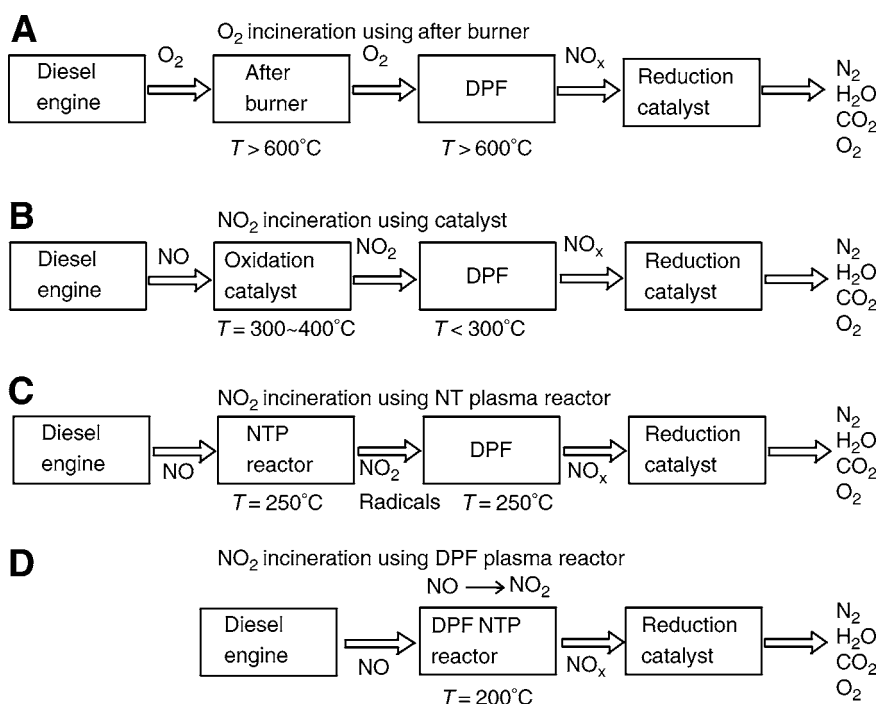 A
O₂ incineration using after burner
Diesel engine
O₂
After burner
O₂
DPF
NOₓ
Reduction catalyst
N₂
H₂O
CO₂
O₂
T > 600°C
T > 600°C
B
NO₂ incineration using catalyst
Diesel engine
NO
Oxidation catalyst
NO₂
DPF
NOₓ
Reduction catalyst
N₂
H₂O
CO₂
O₂
T = 300~400°C
T < 300°C
C
NO₂ incineration using NT plasma reactor
Diesel engine
NO
NTP reactor
NO₂
Radicals
DPF
NOₓ
Reduction catalyst
N₂
H₂O
CO₂
O₂
T = 250°C
T = 250°C
D
NO₂ incineration using DPF plasma reactor
NO → NO₂
Diesel engine
NO
DPF NTP reactor
NOₓ
Reduction catalyst
N₂
H₂O
CO₂
O₂
T = 200°C